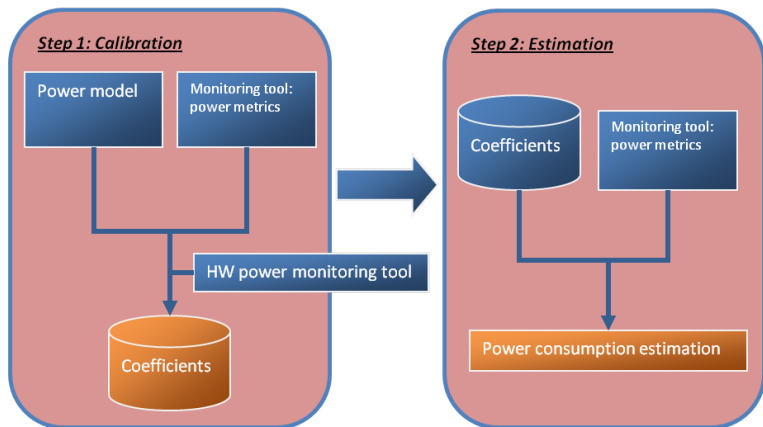 Step 1: Calibration
Power model
Monitoring tool:
power metrics
HW power monitoring tool
Coefficients
Step 2: Estimation
Coefficients
Monitoring tool:
power metrics
Power consumption estimation